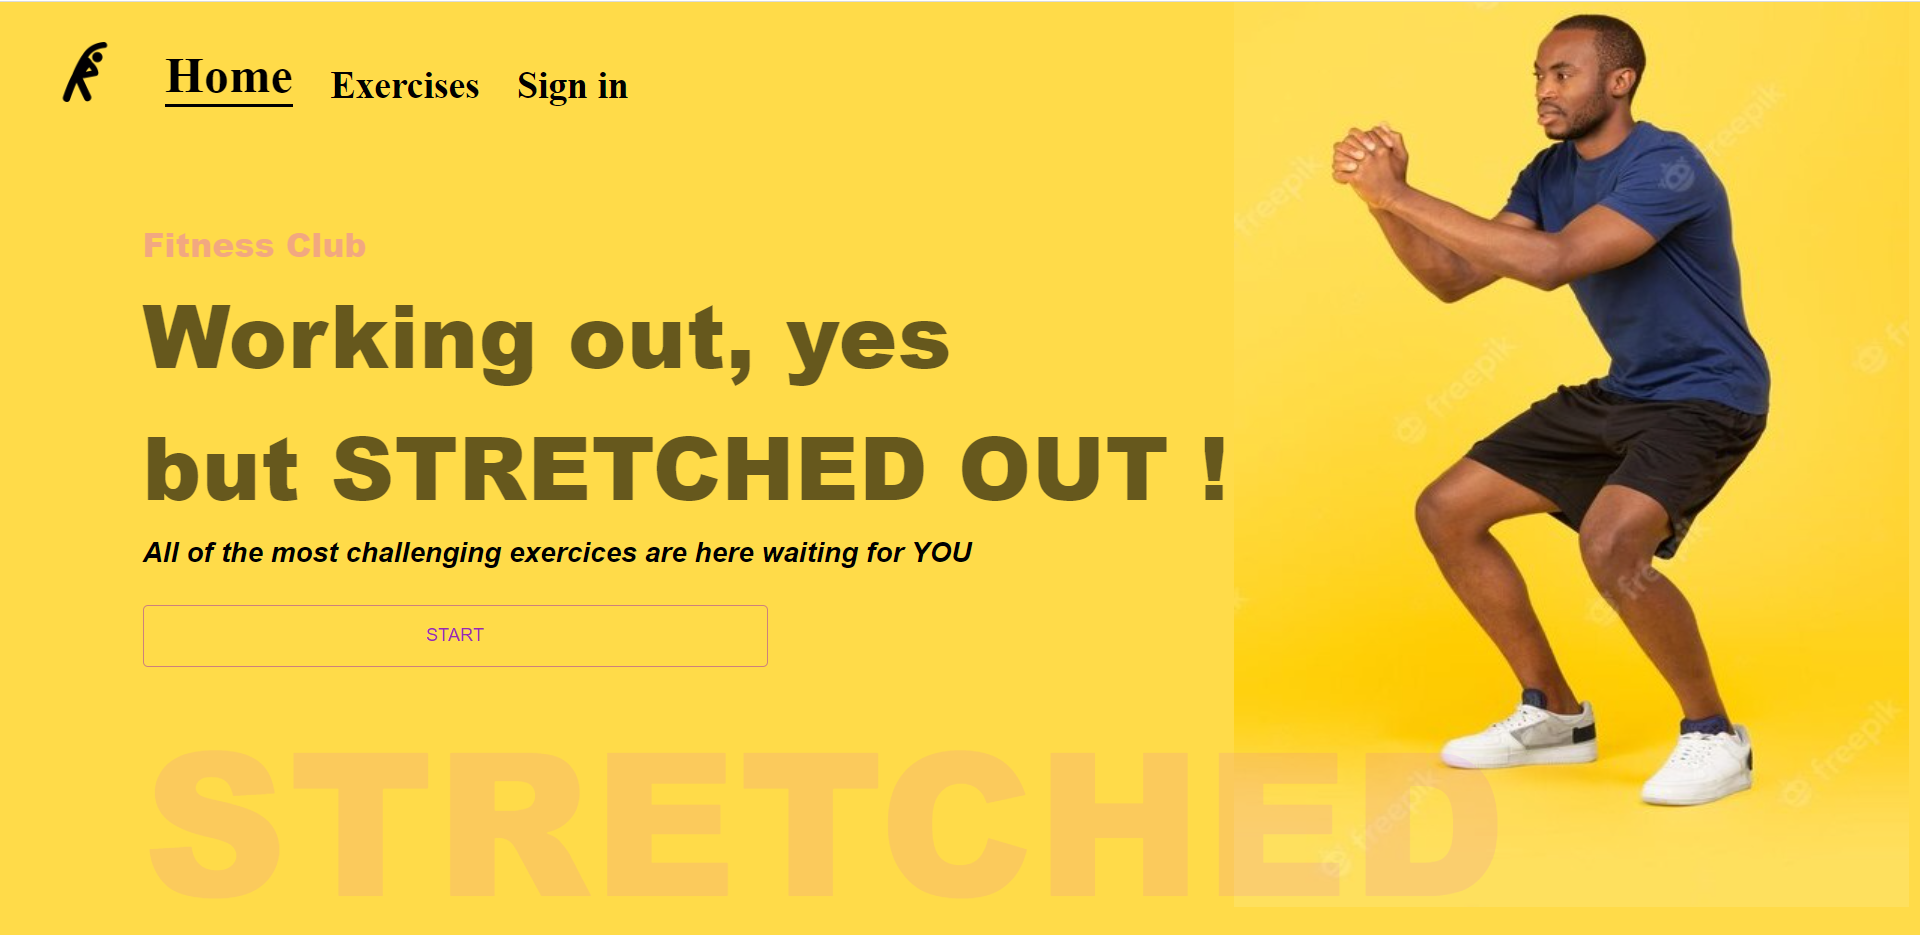 Home Exercises Sign in
Fitness Club
Working out, yes
but STRETCHED OUT !
All of the most challenging exercices are here waiting for YOU
START
STRETCHED
freepik
freepik
freepik
freepik
freepik
freepik